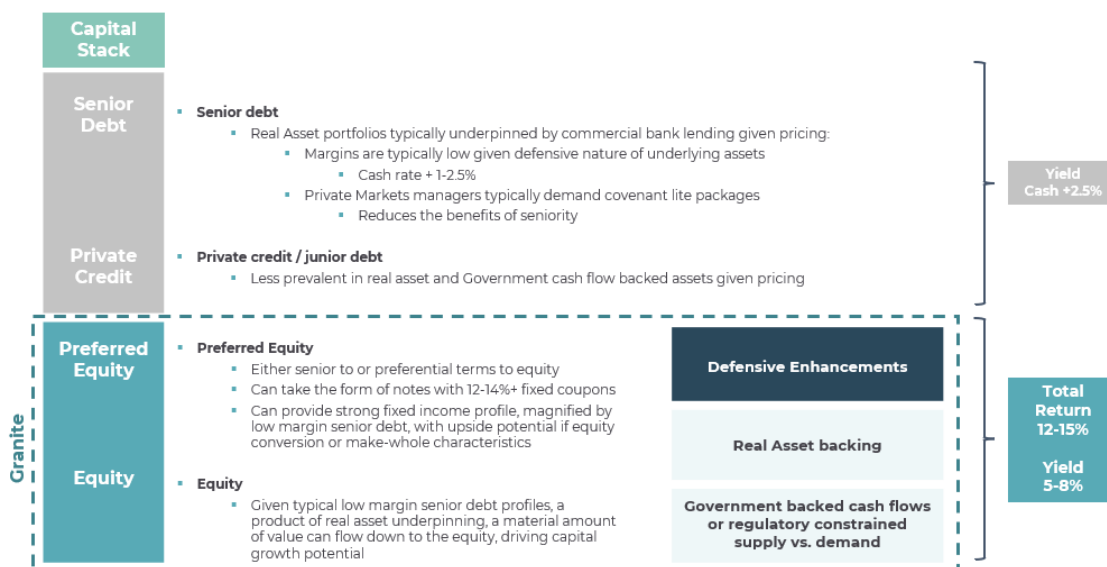 Capital
Stack
Senior
Debt
Senior debt
Real Asset portfolios typically underpinned by commercial bank lending given pricing:
Margins are typically low given defensive nature of underlying assets
Cash rate + 1-2.5%
Private Markets managers typically demand covenant lite packages
Reduces the benefits of seniority
Yield
Cash +2.5%
Private
Credit
Private credit / junior debt
Less prevalent in real asset and Government cash flow backed assets given pricing
Granite
Preferred
Equity
Preferred Equity
Either senior to or preferential terms to equity
Can take the form of notes with 12-14%+ fixed coupons
Can provide strong fixed income profile, magnified by
low margin senior debt, with upside potential if equity
conversion or make-whole characteristics
Equity
Equity
Given typical low margin senior debt profiles, a
product of real asset underpinning, a material amount
of value can flow down to the equity, driving capital
growth potential
Defensive Enhancements
Real Asset backing
Government backed cash flows
or regulatory constrained
supply vs. demand
Total
Return
12-15%
Yield
5-8%